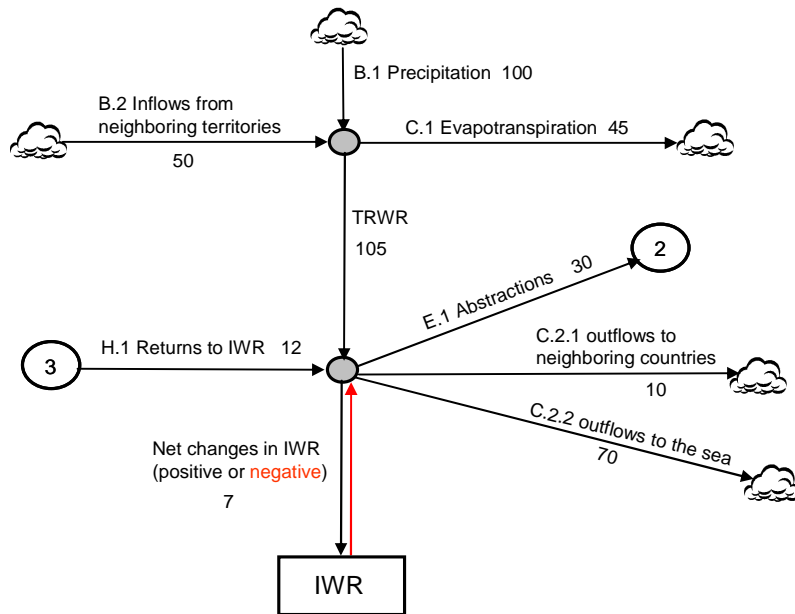 B.1 Precipitation 100
B.2 Inflows from
neighboring territories
50
C.1 Evapotranspiration 45
TRWR
105
2
E.1 Abstractions 30
C.2.1 outflows to
neighboring countries
10
3
H.1 Returns to IWR 12
C.2.2 outflows to the sea
70
Net changes in IWR
(positive or negative)
7
IWR